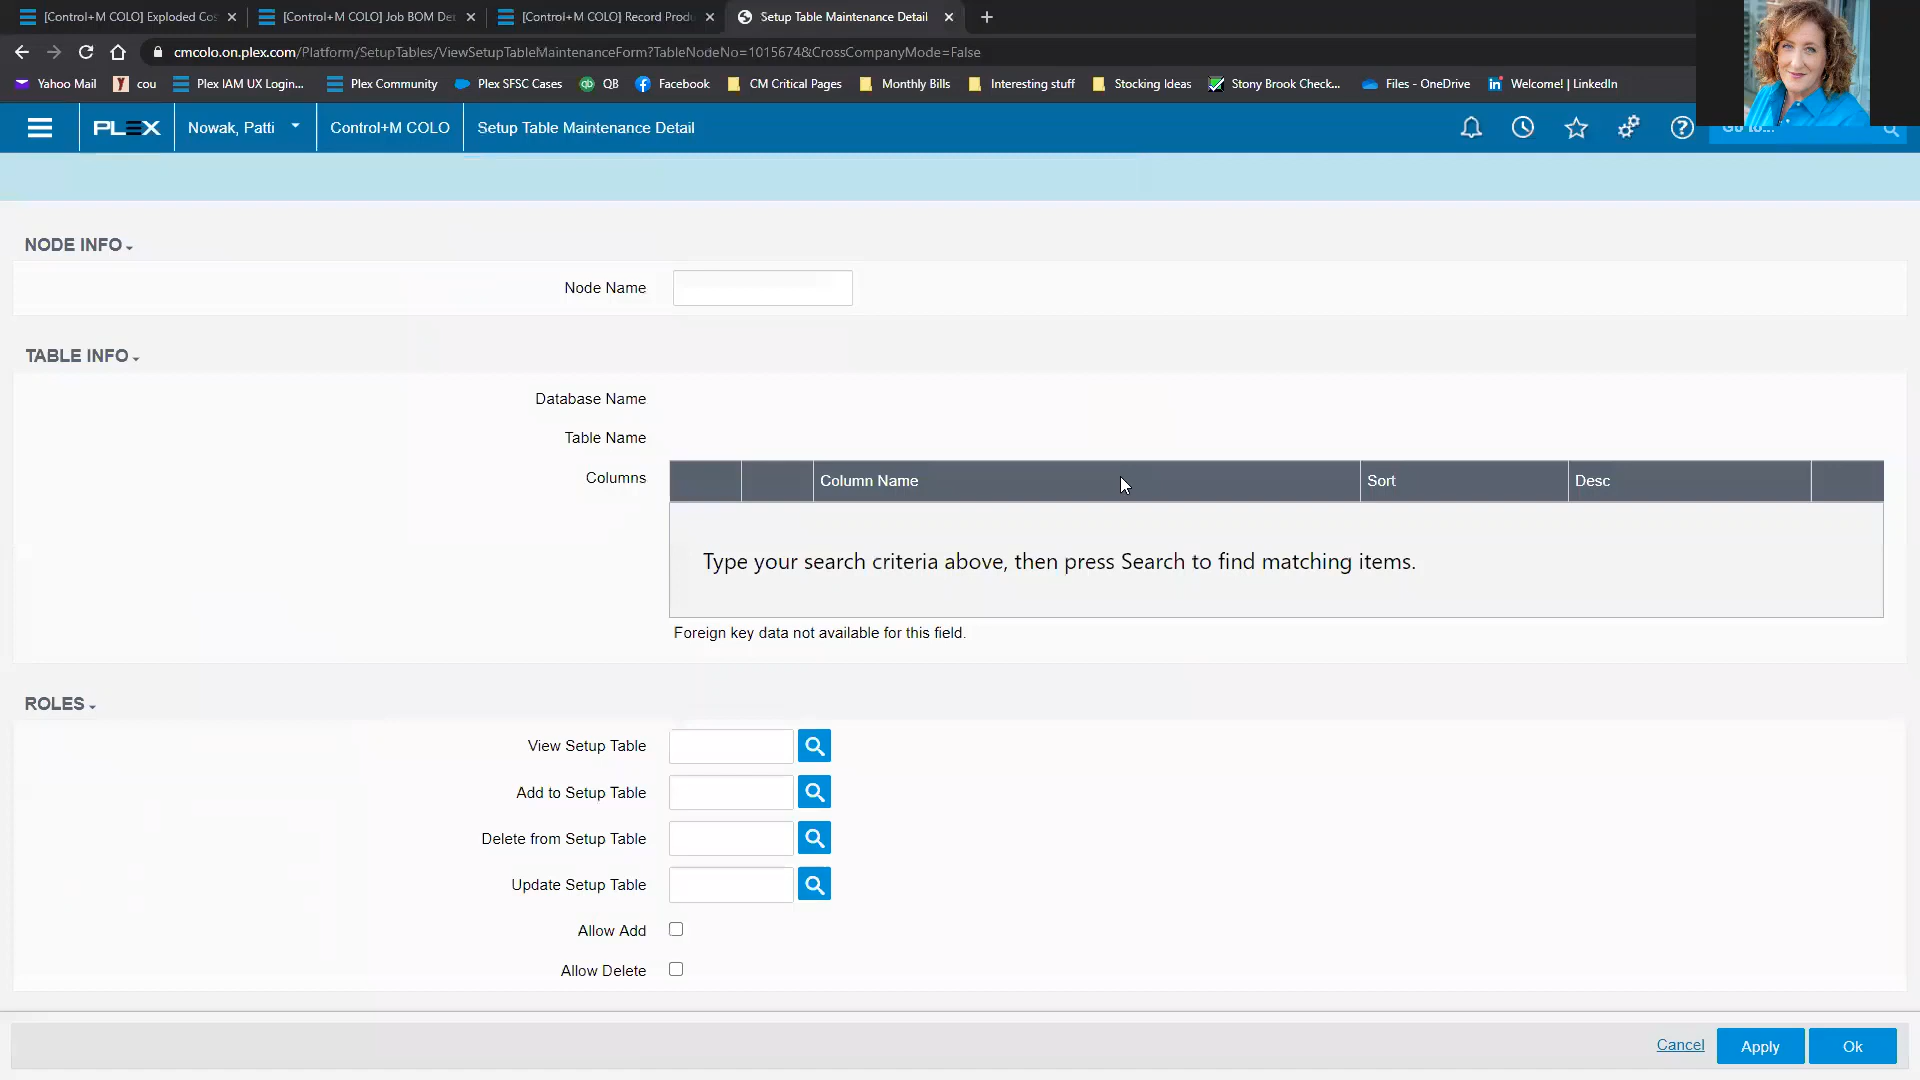 [Control+M COLO] Exploded Co
[Control+M COLO] Job BOM De
[Control+M COLO] Record Produ
Setup Table Maintenance Detail
cmcolo.on.plex.com/Platform/SetupTables/ViewSetupTableMaintenanceForm?TableNodeNo=1015674&CrossCompanyMode=False
Yahoo Mail
cou
Plex IAM UX Login...
Plex Community
Plex SFSC Cases
QB
Facebook
CM Critical Pages
Monthly Bills
Interesting stuff
Stocking Ideas
Stony Brook Check...
Files - OneDrive
Welcome! | LinkedIn
PLEX
Nowak, Patti
Control+M COLO
Setup Table Maintenance Detail
NODE INFO
Node Name
TABLE INFO
Database Name
Table Name
Columns
Column Name
Sort
Desc
Type your search criteria above, then press Search to find matching items.
Foreign key data not available for this field.
ROLES
View Setup Table
Add to Setup Table
Delete from Setup Table
Update Setup Table
Allow Add
Allow Delete
Cancel
Apply
Ok